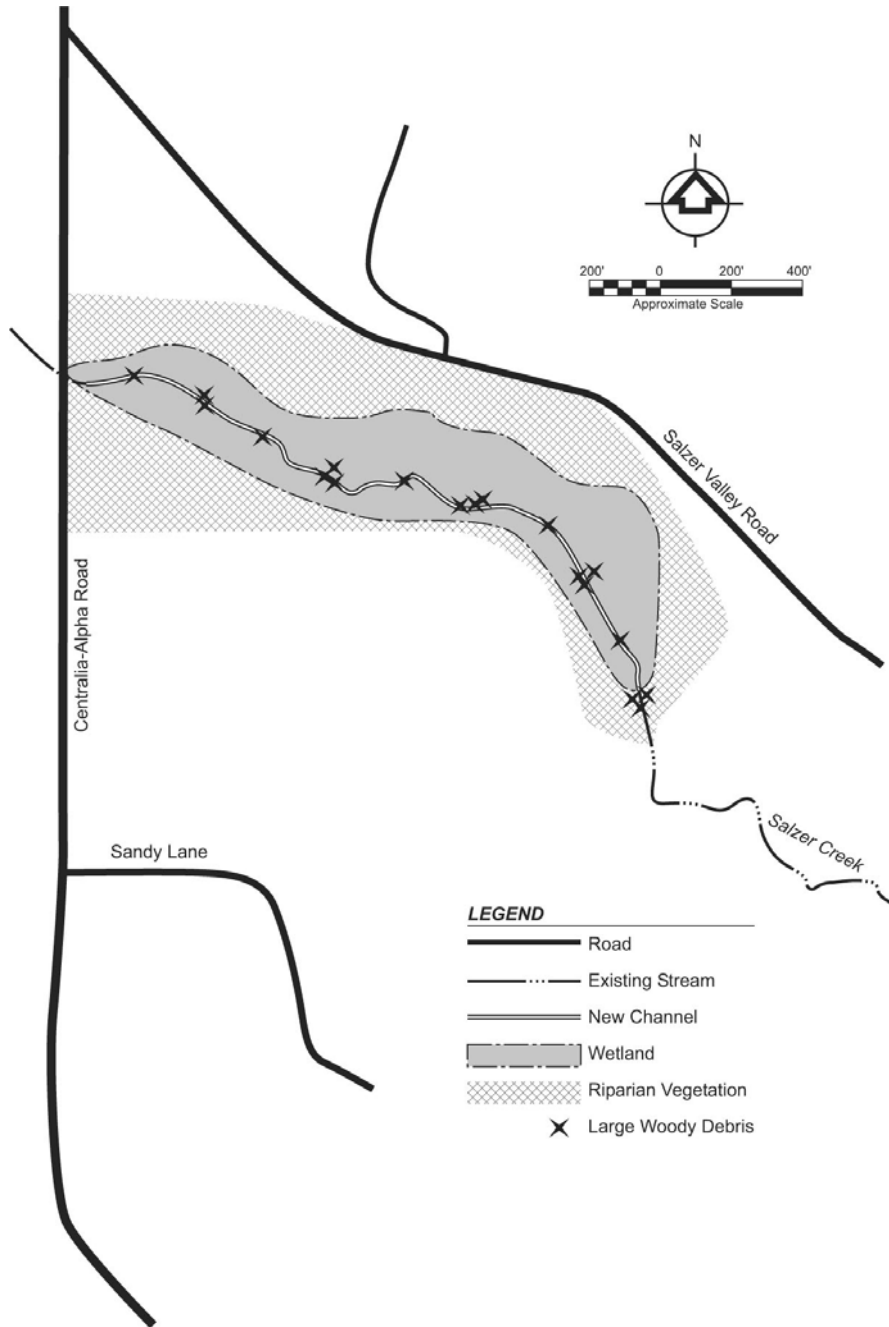 N
200' 0 200' 400'
Approximate Scale
Salzer Valley Road
Centralia-Alpha Road
Salzer Creek
Sandy Lane
LEGEND
Road
Existing Stream
New Channel
Wetland
Riparian Vegetation
Large Woody Debris